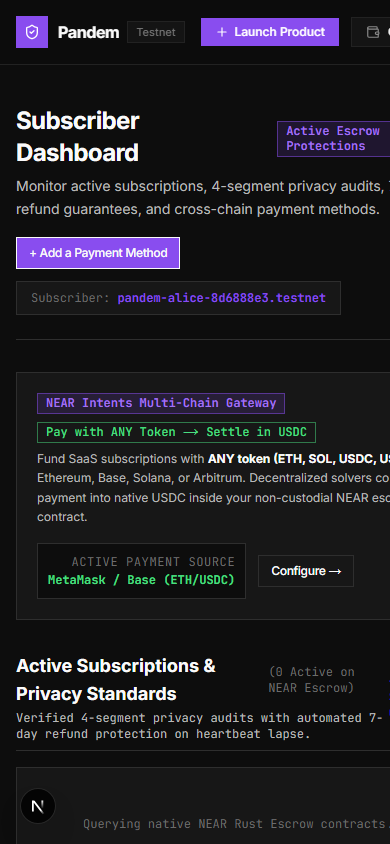 Pandem Testnet + Launch Product
Subscriber
Dashboard
Active Escrow
Protections
Monitor active subscriptions, 4-segment privacy audits,
refund guarantees, and cross-chain payment methods.
+ Add a Payment Method
Subscriber: pandem-alice-8d6888e3.testnet
NEAR Intents Multi-Chain Gateway
Pay with ANY Token ⟶ Settle in USDC
Fund SaaS subscriptions with ANY token (ETH, SOL, USDC,
Ethereum, Base, Solana, or Arbitrum. Decentralized solvers
payment into native USDC inside your non-custodial NEAR
contract.
ACTIVE PAYMENT SOURCE
MetaMask / Base (ETH/USDC)
Configure →
Active Subscriptions &
Privacy Standards
(0 Active on
NEAR Escrow)
Verified 4-segment privacy audits with automated 7-
day refund protection on heartbeat lapse.
N
Querying native NEAR Rust Escrow contracts